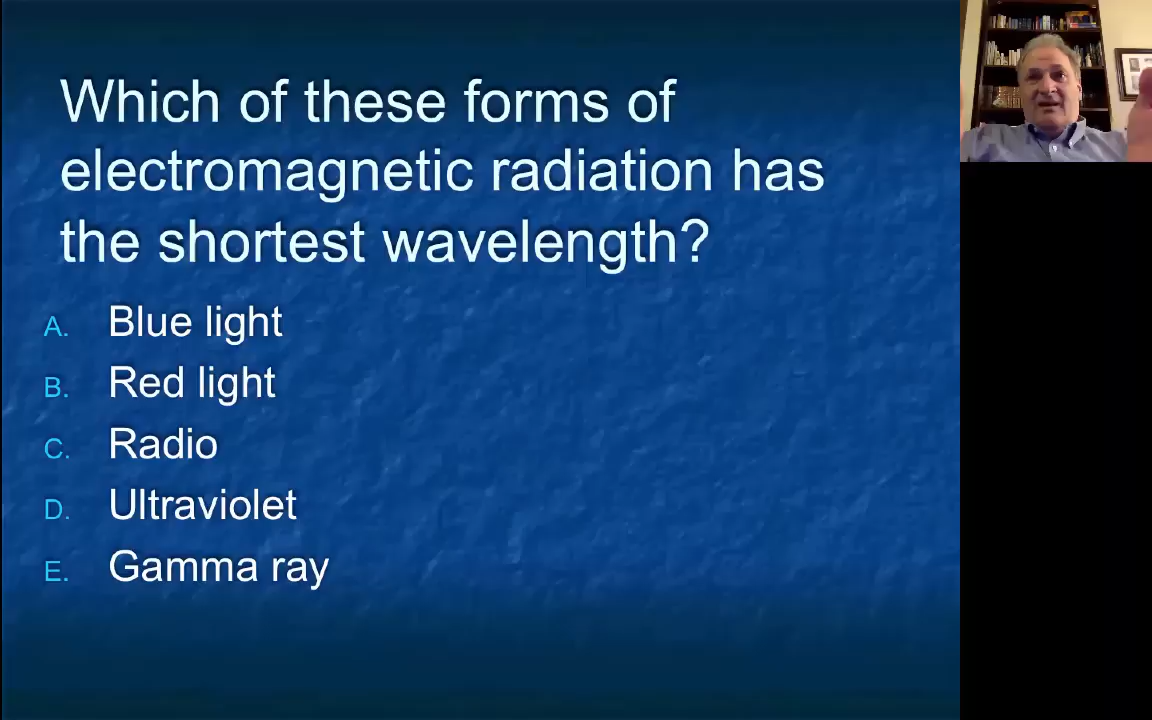 Which of these forms of
electromagnetic radiation has
the shortest wavelength?
A. Blue light
B. Red light
C. Radio
D. Ultraviolet
E. Gamma ray